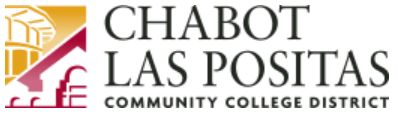 CHABOT
LAS POSITAS
COMMUNITY COLLEGE DISTRICT